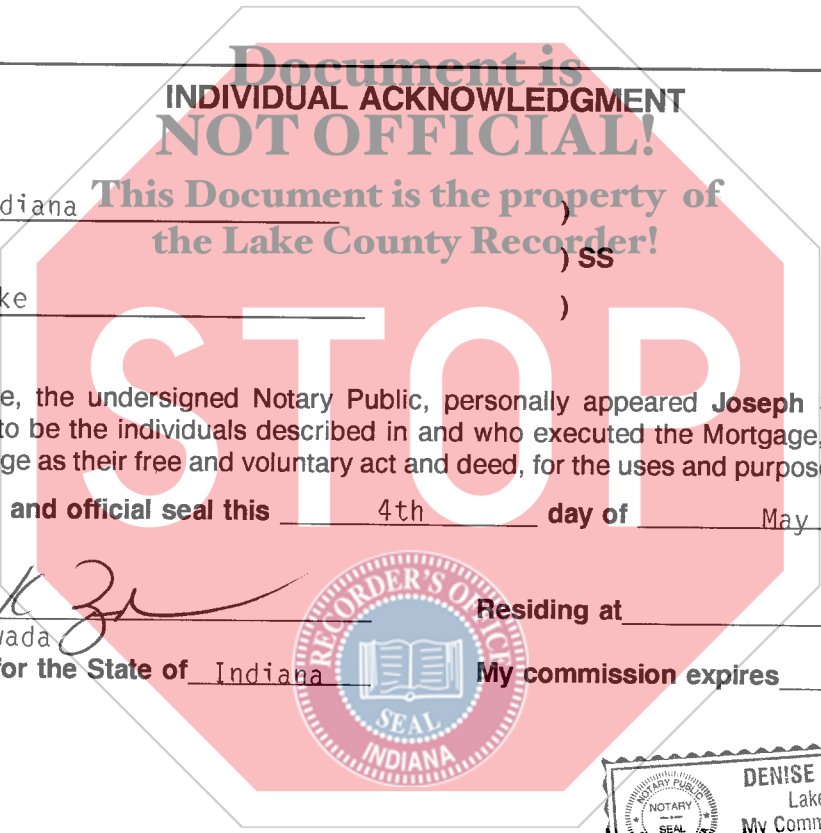 Document is
INDIVIDUAL ACKNOWLEDGMENT
NOT OFFICIAL!
This Document is the property of
diana )
the Lake County Recorder!
) SS
ke )
STOP
e, the undersigned Notary Public, personally appeared Joseph
to be the individuals described in and who executed the Mortgage,
ge as their free and voluntary act and deed, for the uses and purpos
and official seal this 4th day of May
RECORDER'S OFFICE
Residing at
vada
for the State of Indiana My commission expires
SEAL
INDIANA
DENISE
NOTARY PUBLIC
Lake
NOTARY
SEAL
My Comm